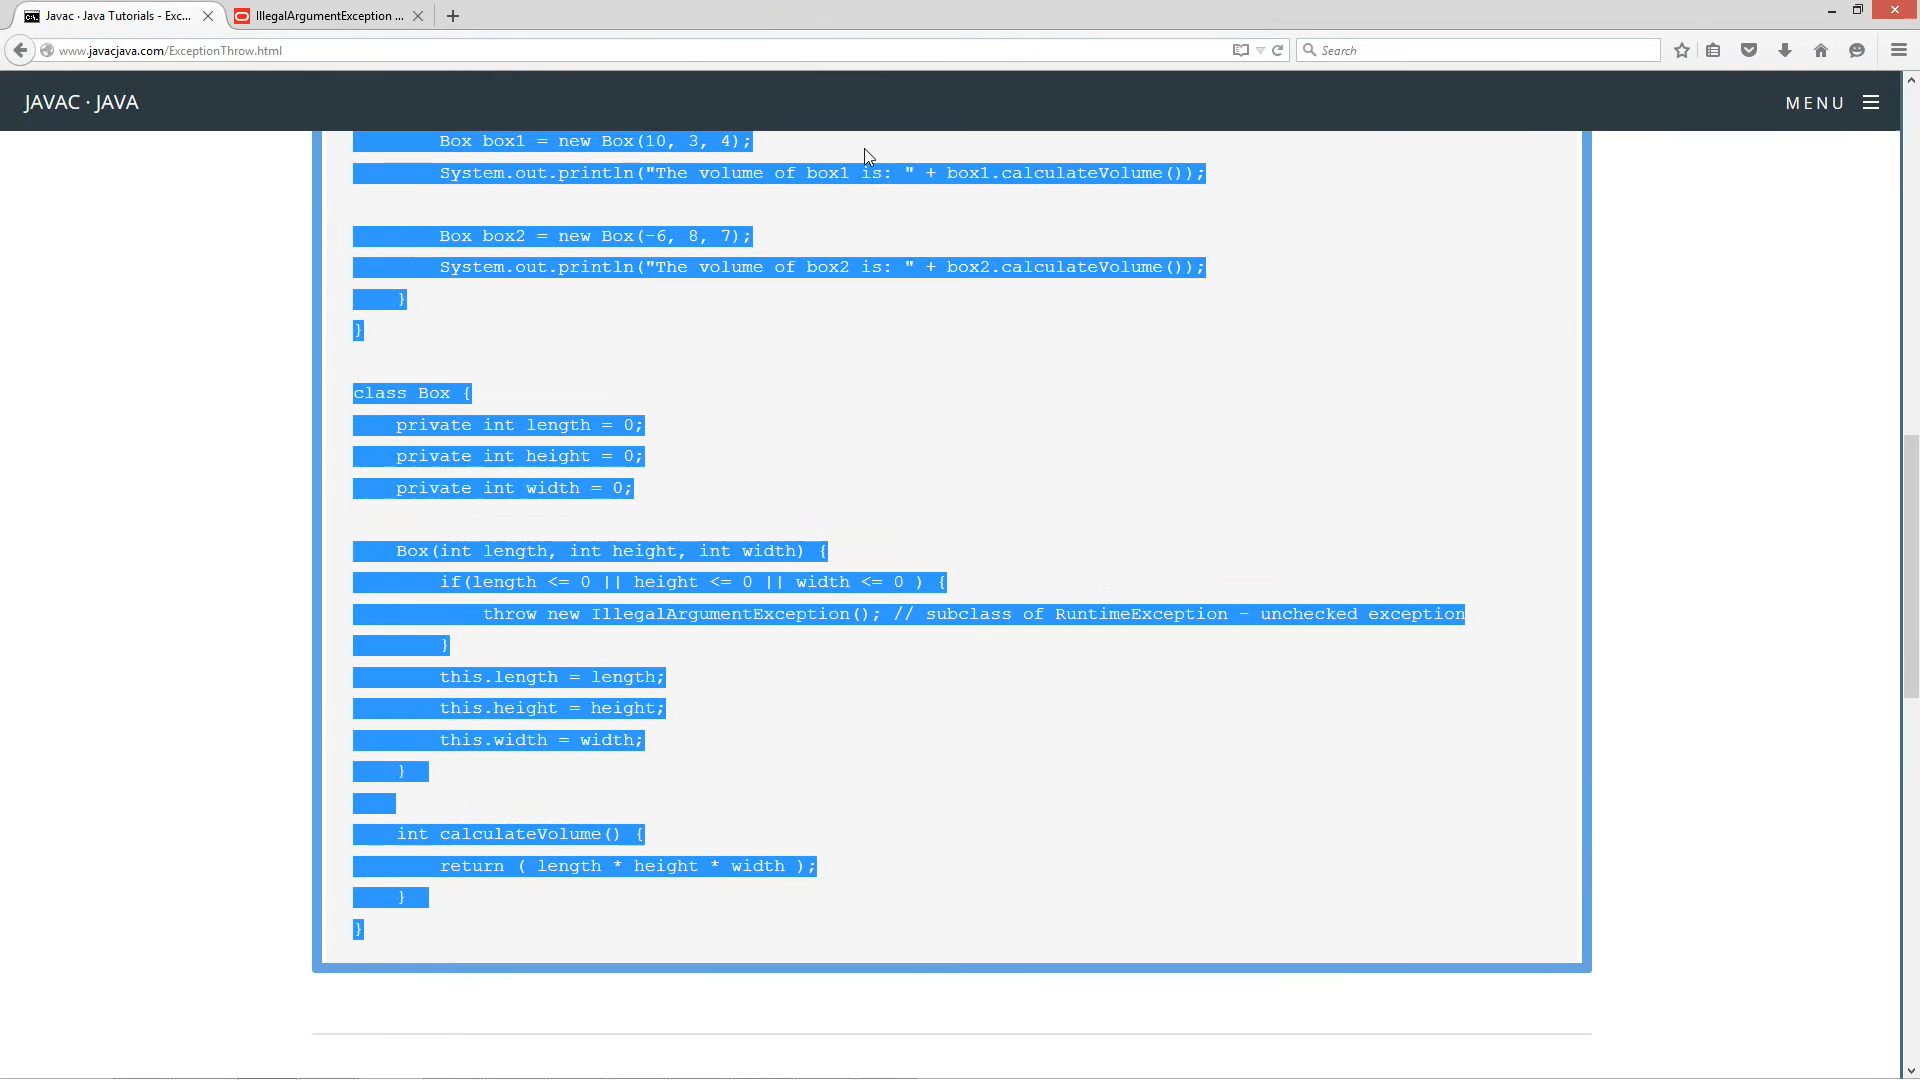 Javac · Java Tutorials - Exc...
IllegalArgumentException ...
www.javacjava.com/ExceptionThrow.html
Search
JAVAC · JAVA
MENU
        Box box1 = new Box(10, 3, 4);
        System.out.println("The volume of box1 is: " + box1.calculateVolume());
        Box box2 = new Box(-6, 8, 7);
        System.out.println("The volume of box2 is: " + box2.calculateVolume());
    }
}
class Box {
    private int length = 0;
    private int height = 0;
    private int width = 0;
    Box(int length, int height, int width) {
        if(length <= 0 || height <= 0 || width <= 0 ) {
            throw new IllegalArgumentException(); // subclass of RuntimeException - unchecked exception
        }
        this.length = length;
        this.height = height;
        this.width = width;
    }
    int calculateVolume() {
        return ( length * height * width );
    }
}